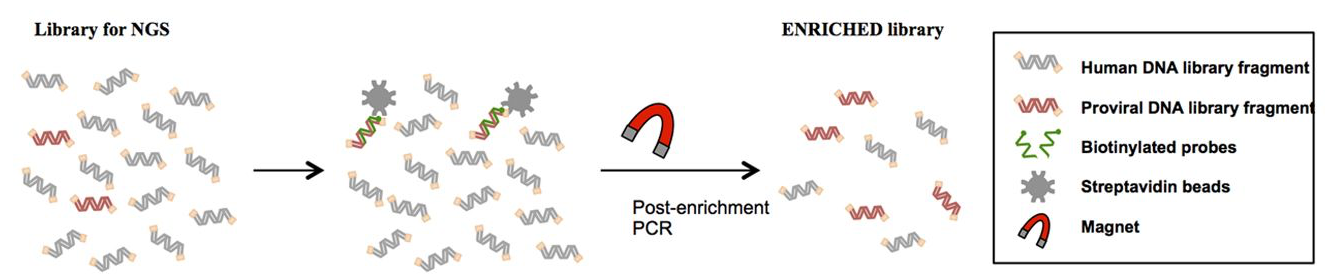 Library for NGS
ENRICHED library
Post-enrichment
PCR
Human DNA library fragment
Proviral DNA library fragment
Biotinylated probes
Streptavidin beads
Magnet